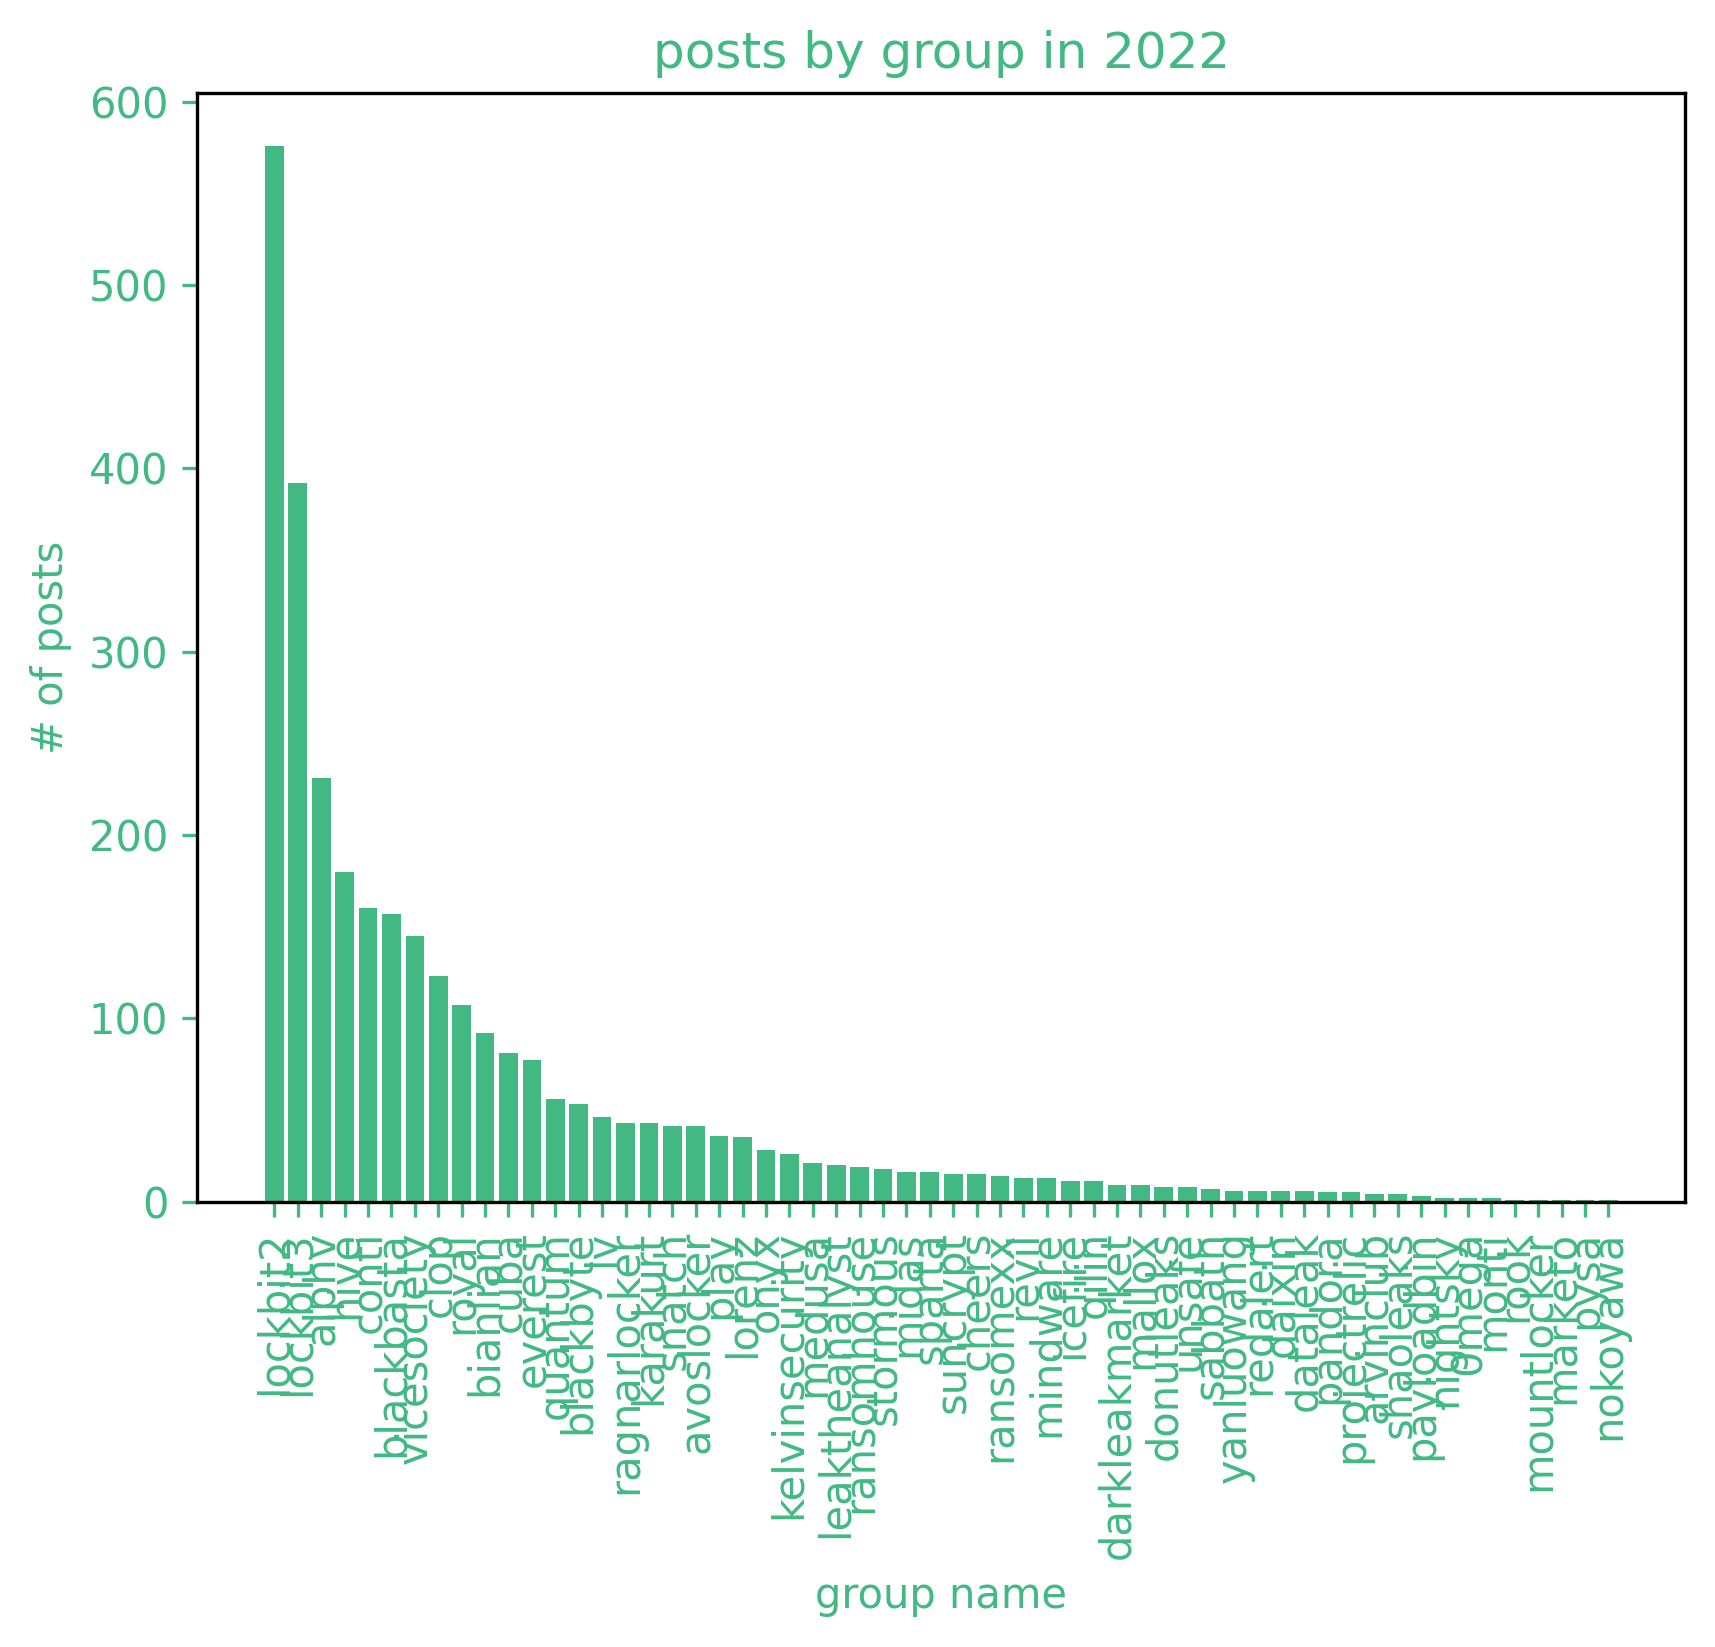 posts by group in 2022
600
500
400
300
200
100
0
# of posts
lockbit2
lockbit3
alphv
hive
conti
blackbasta
vicesociety
clop
royal
bianlian
cuba
everest
quantum
blackbyte
lv
ragnarlocker
karakurt
snatch
avoslocker
play
lorenz
onyx
kelvinsecurity
medusa
leaktheanalyst
ransomhouse
stormous
midas
sparta
suncrypt
cheers
ransomexx
revil
mindware
icefire
qilin
darkleakmarket
mallox
donutleaks
unsafe
sabbath
yanluowang
redalert
daixin
dataleak
pandora
projectrelic
arvinclub
shaoleaks
payloadbin
nightsky
0mega
monti
rook
mountlocker
marketo
pysa
nokoyawa
group name